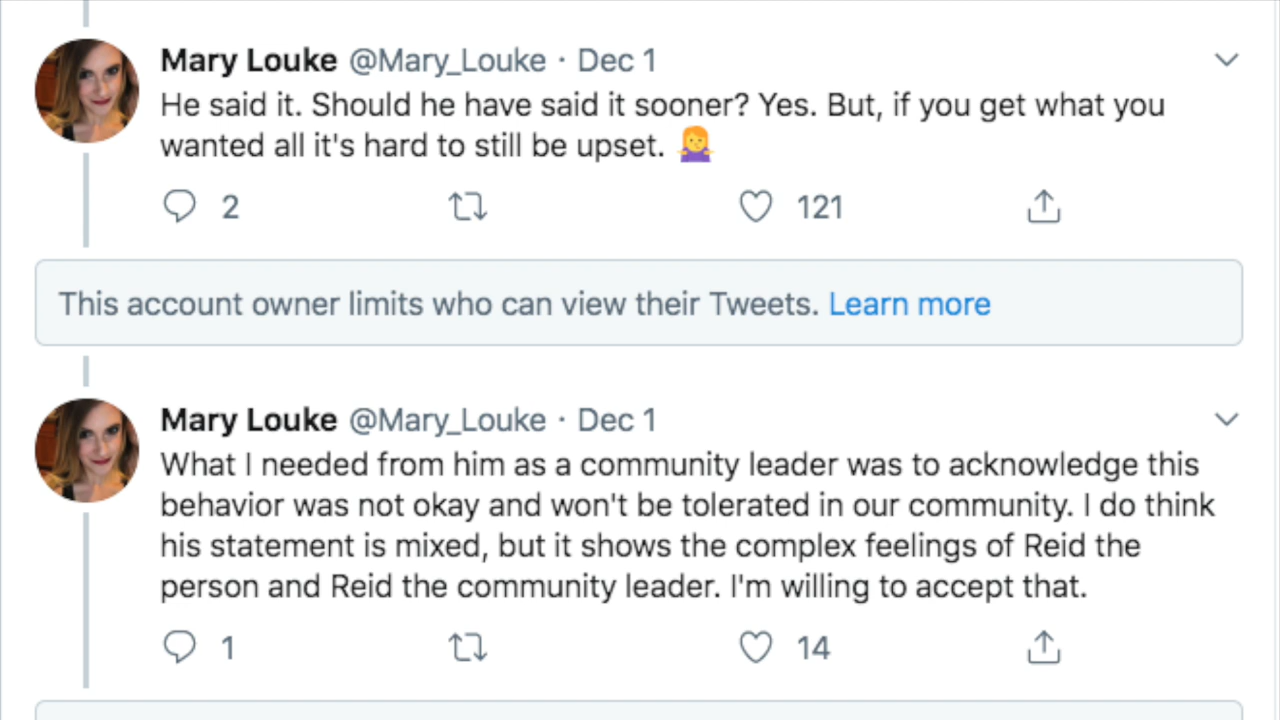 Mary Louke @Mary_Louke · Dec 1
He said it. Should he have said it sooner? Yes. But, if you get what you
wanted all it's hard to still be upset. 🤷‍♀️
2 121
This account owner limits who can view their Tweets. Learn more
Mary Louke @Mary_Louke · Dec 1
What I needed from him as a community leader was to acknowledge this
behavior was not okay and won't be tolerated in our community. I do think
his statement is mixed, but it shows the complex feelings of Reid the
person and Reid the community leader. I'm willing to accept that.
1 14